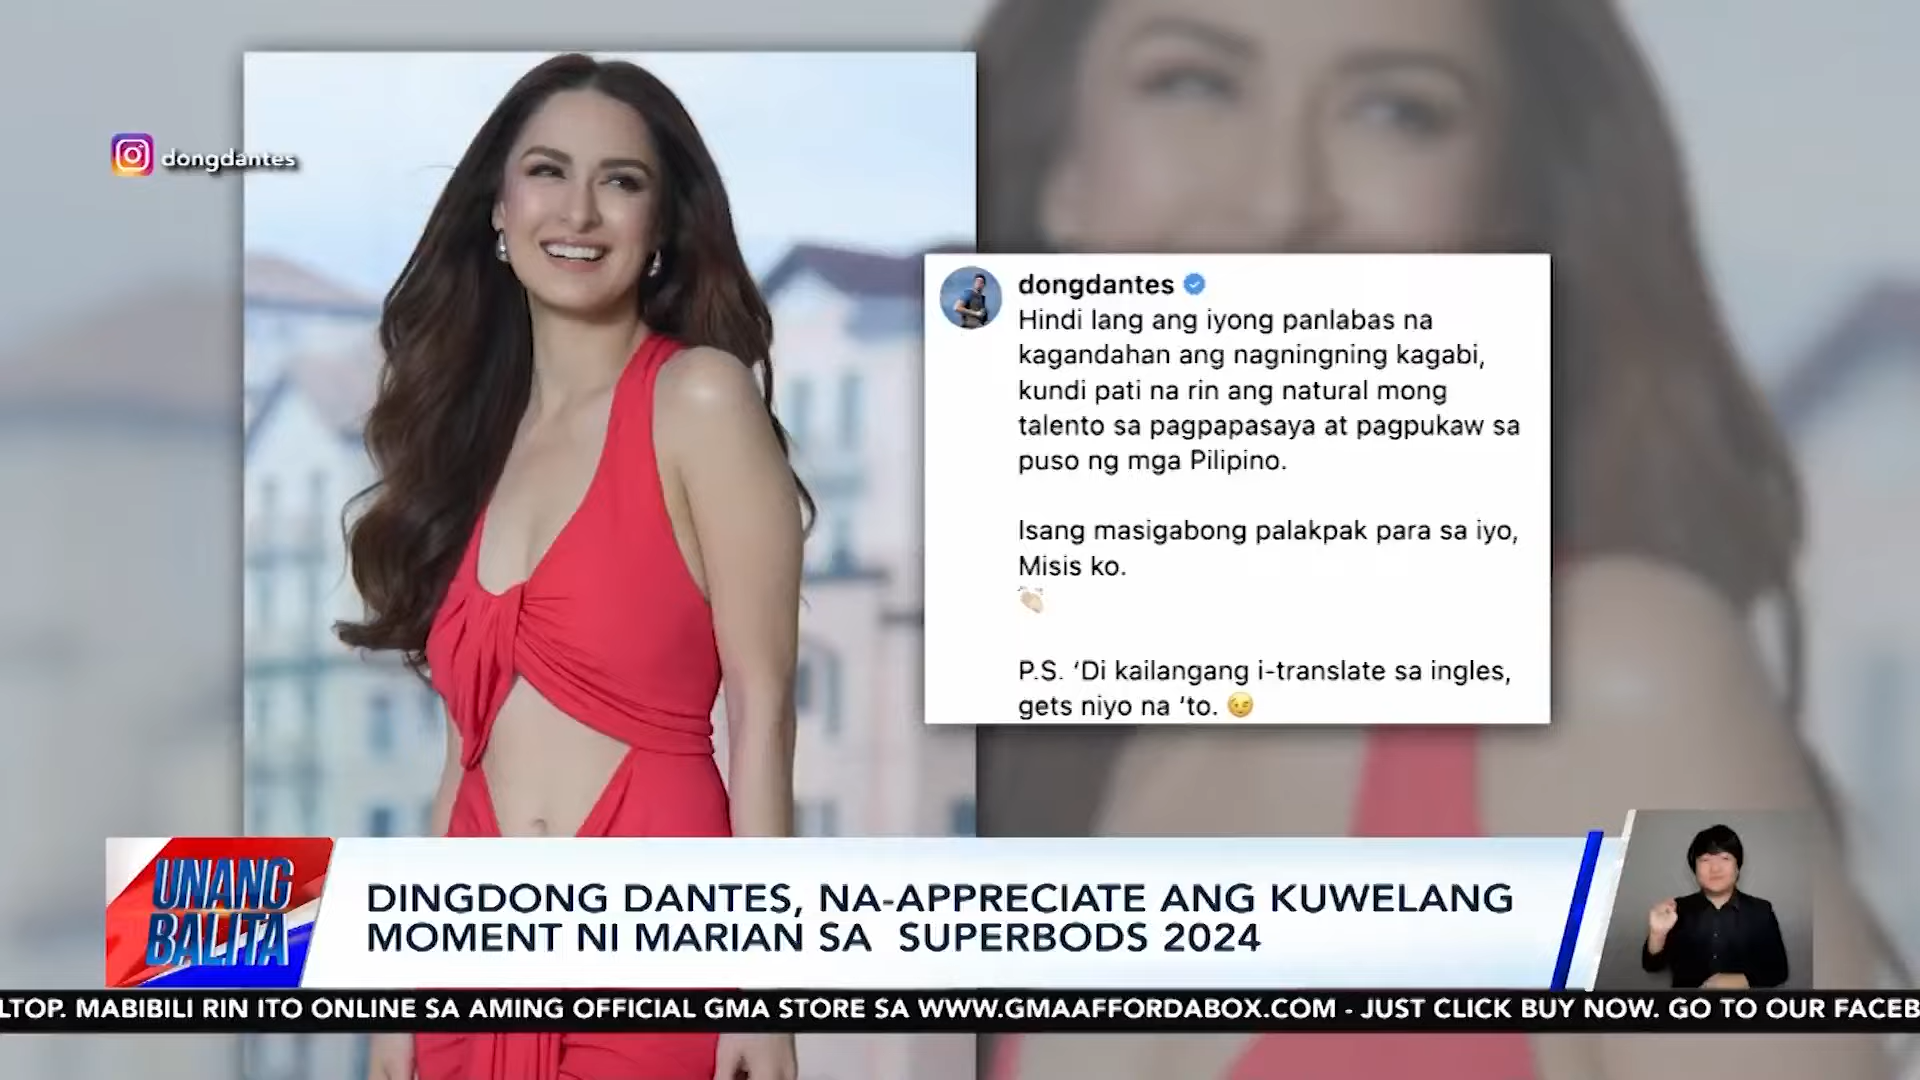 dongdantes
dongdantes
Hindi lang ang iyong panlabas na
kagandahan ang nagningning kagabi,
kundi pati na rin ang natural mong
talento sa pagpapasaya at pagpukaw sa
puso ng mga Pilipino.
Isang masigabong palakpak para sa iyo,
Misis ko.
👏🏻
P.S. ‘Di kailangang i-translate sa ingles,
gets niyo na ‘to. 😉
UNANG
BALITA
DINGDONG DANTES, NA-APPRECIATE ANG KUWELANG
MOMENT NI MARIAN SA SUPERBODS 2024
LTOP. MABIBILI RIN ITO ONLINE SA AMING OFFICIAL GMA STORE SA WWW.GMAAFFORDABOX.COM - JUST CLICK BUY NOW. GO TO OUR FACEB